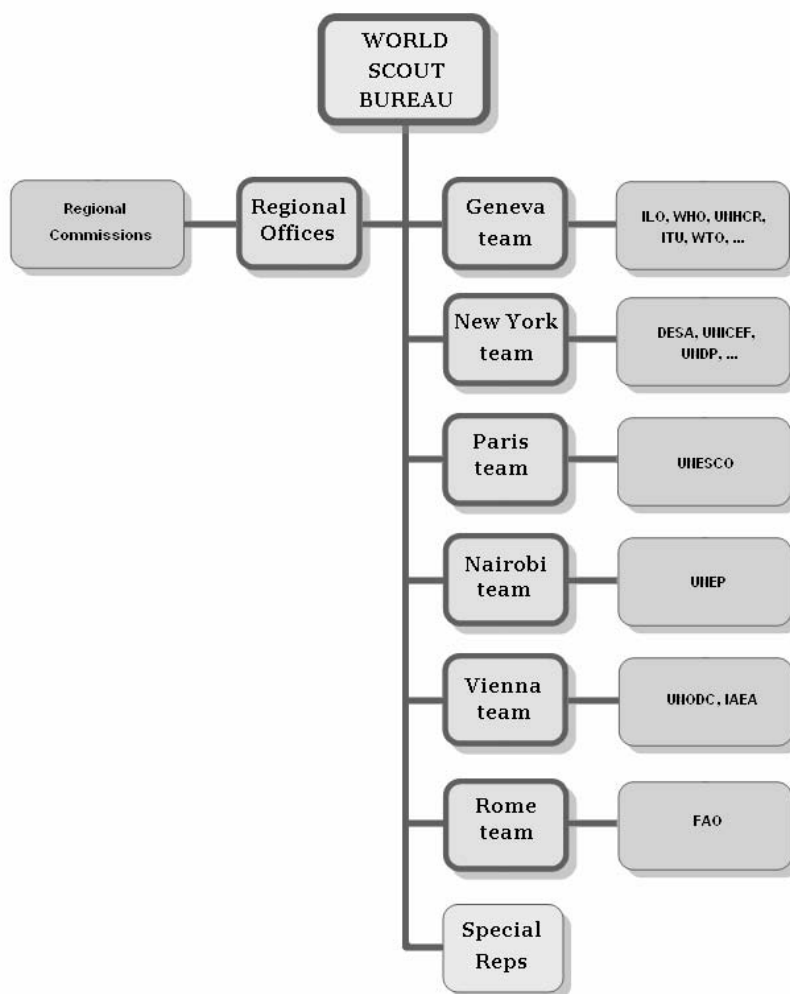 WORLD
SCOUT
BUREAU
Regional
Commissions
Regional
Offices
Geneva
team
ILO, WHO, UNHCR,
ITU, WTO, ...
New York
team
DESA, UNICEF,
UNDP, ...
Paris
team
UNESCO
Nairobi
team
UNEP
Vienna
team
UNODC, IAEA
Rome
team
FAO
Special
Reps